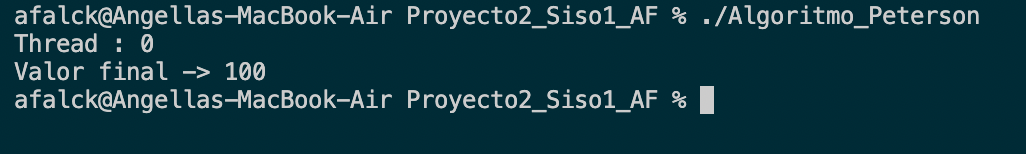 afalck@Angellas-MacBook-Air Proyecto2_Siso1_AF % ./Algoritmo_Peterson
Thread : 0
Valor final -> 100
afalck@Angellas-MacBook-Air Proyecto2_Siso1_AF %